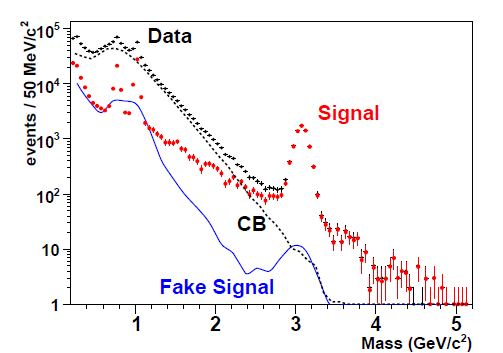 events / 50 MeV/c²
10⁵
10⁴
10³
10²
10
1
Data
Signal
CB
Fake Signal
1 2 3 4 5
Mass (GeV/c²)